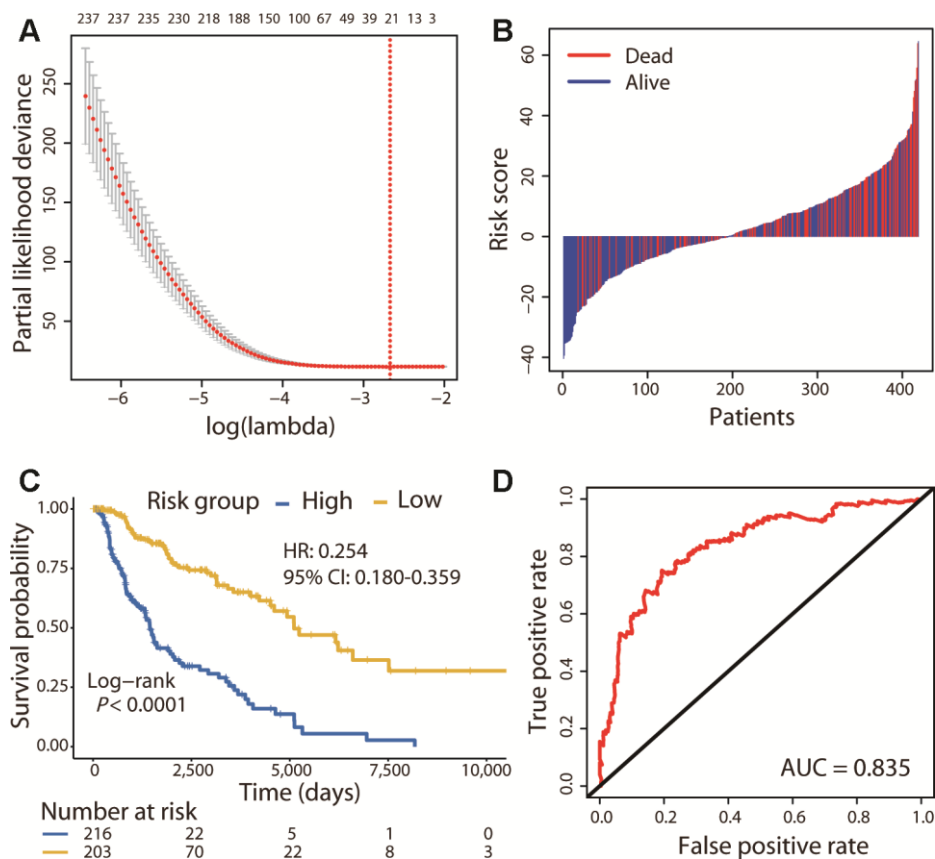 A
237 237 235 230 218 188 150 100 67 49 39 21 13 3
Partial likelihood deviance
250
200
150
100
50
−6 −5 −4 −3 −2
log(lambda)
B
Dead
Alive
Risk score
60
40
20
0
−20
−40
0 100 200 300 400
Patients
C
Risk group High Low
HR: 0.254
95% CI: 0.180-0.359
Log−rank
P< 0.0001
Survival probability
1.00
0.75
0.50
0.25
0.00
0 2,500 5,000 7,500 10,000
Time (days)
Number at risk
216 22 5 1 0
203 70 22 8 3
D
True positive rate
1.0
0.8
0.6
0.4
0.2
0.0
AUC = 0.835
0.0 0.2 0.4 0.6 0.8 1.0
False positive rate